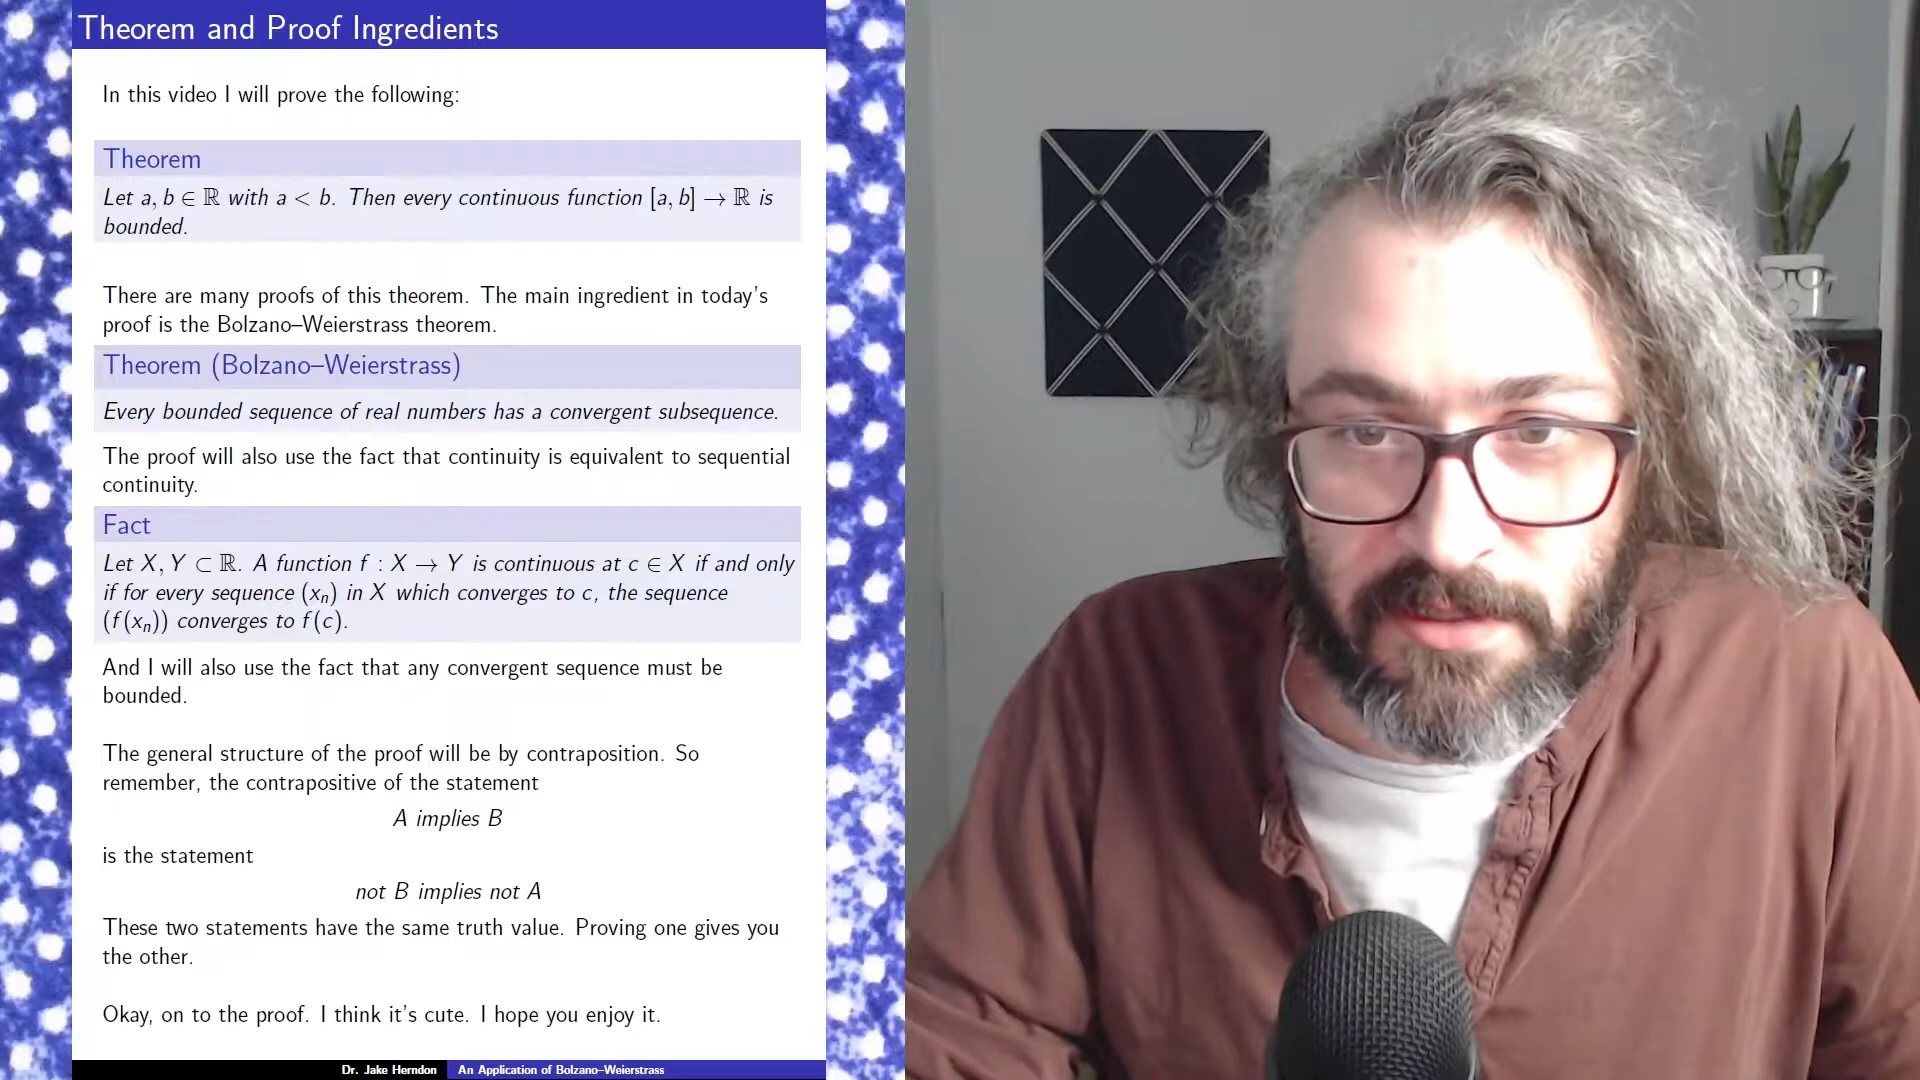 Theorem and Proof Ingredients
In this video I will prove the following:
Theorem
Let a, b ∈ ℝ with a < b. Then every continuous function [a, b] → ℝ is
bounded.
There are many proofs of this theorem. The main ingredient in today's
proof is the Bolzano–Weierstrass theorem.
Theorem (Bolzano–Weierstrass)
Every bounded sequence of real numbers has a convergent subsequence.
The proof will also use the fact that continuity is equivalent to sequential
continuity.
Fact
Let X, Y ⊂ ℝ. A function f : X → Y is continuous at c ∈ X if and only
if for every sequence (xₙ) in X which converges to c, the sequence
(f(xₙ)) converges to f(c).
And I will also use the fact that any convergent sequence must be
bounded.
The general structure of the proof will be by contraposition. So
remember, the contrapositive of the statement
A implies B
is the statement
not B implies not A
These two statements have the same truth value. Proving one gives you
the other.
Okay, on to the proof. I think it's cute. I hope you enjoy it.
Dr. Jake Herndon An Application of Bolzano–Weierstrass